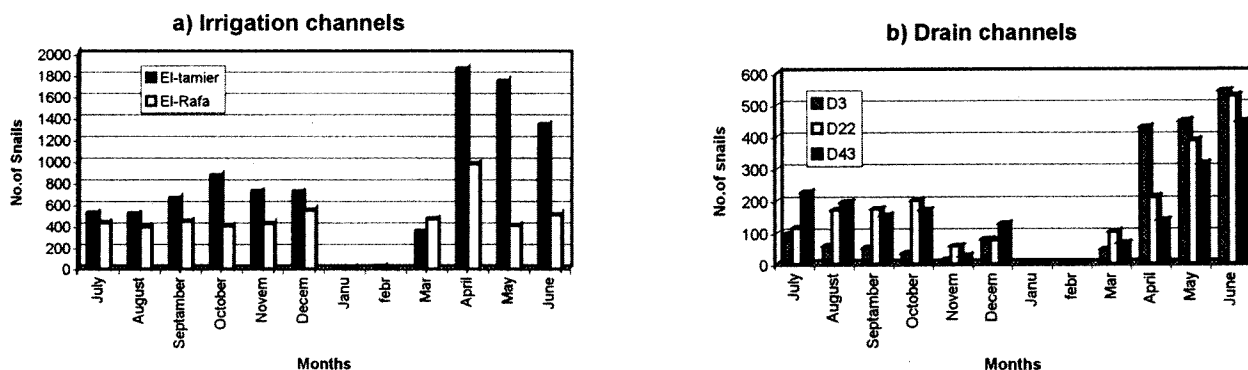 a) Irrigation channels
No.of Snails
2000
1800
1600
1400
1200
1000
800
600
400
200
0
El-tamier
El-Rafa
July
August
Septamber
October
Novem
Decem
Janu
febr
Mar
April
May
June
Months
b) Drain channels
No.of snails
600
500
400
300
200
100
0
D3
D22
D43
July
August
Septamber
October
Novem
Decem
Janu
febr
Mar
April
May
June
Months